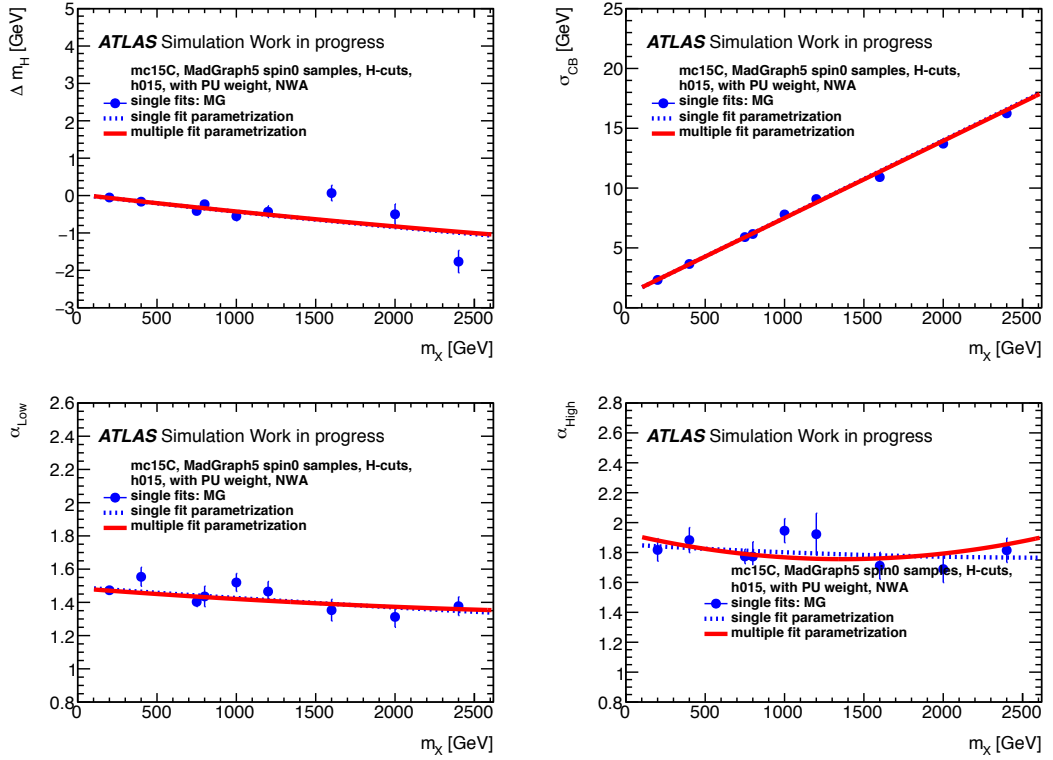 Δ m_H [GeV]
5
4
3
2
1
0
−1
−2
−3
ATLAS Simulation Work in progress
mc15C, MadGraph5 spin0 samples, H-cuts,
h015, with PU weight, NWA
single fits: MG
single fit parametrization
multiple fit parametrization
0 500 1000 1500 2000 2500
m_X [GeV]
σ_CB [GeV]
25
20
15
10
5
0
ATLAS Simulation Work in progress
mc15C, MadGraph5 spin0 samples, H-cuts,
h015, with PU weight, NWA
single fits: MG
single fit parametrization
multiple fit parametrization
0 500 1000 1500 2000 2500
m_X [GeV]
α_Low
2.6
2.4
2.2
2
1.8
1.6
1.4
1.2
1
0.8
ATLAS Simulation Work in progress
mc15C, MadGraph5 spin0 samples, H-cuts,
h015, with PU weight, NWA
single fits: MG
single fit parametrization
multiple fit parametrization
0 500 1000 1500 2000 2500
m_X [GeV]
α_High
2.8
2.6
2.4
2.2
2
1.8
1.6
1.4
1.2
1
0.8
ATLAS Simulation Work in progress
mc15C, MadGraph5 spin0 samples, H-cuts,
h015, with PU weight, NWA
single fits: MG
single fit parametrization
multiple fit parametrization
0 500 1000 1500 2000 2500
m_X [GeV]